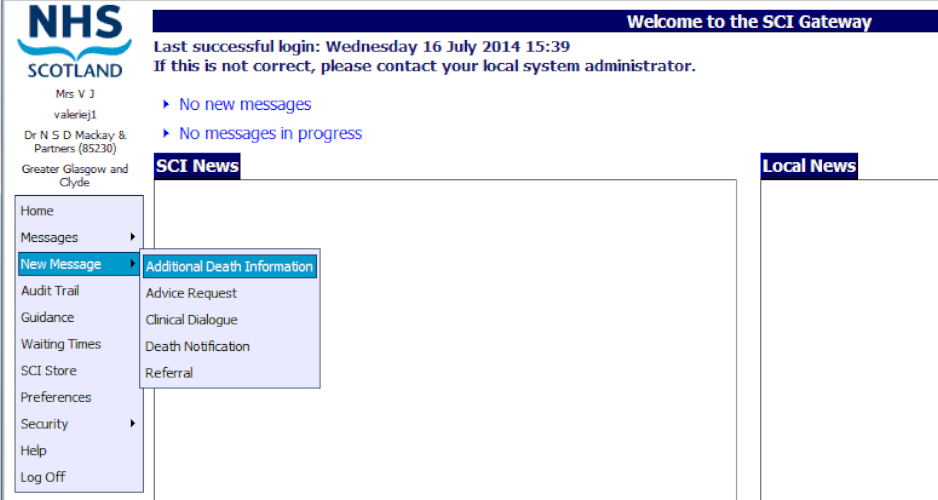 NHS
SCOTLAND
Mrs V J
valeriej1
Dr N S D Mackay &
Partners (85230)
Greater Glasgow and
Clyde
Home
Messages
New Message
Audit Trail
Guidance
Waiting Times
SCI Store
Preferences
Security
Help
Log Off
Additional Death Information
Advice Request
Clinical Dialogue
Death Notification
Referral
Welcome to the SCI Gateway
Last successful login: Wednesday 16 July 2014 15:39
If this is not correct, please contact your local system administrator.
No new messages
No messages in progress
SCI News
Local News